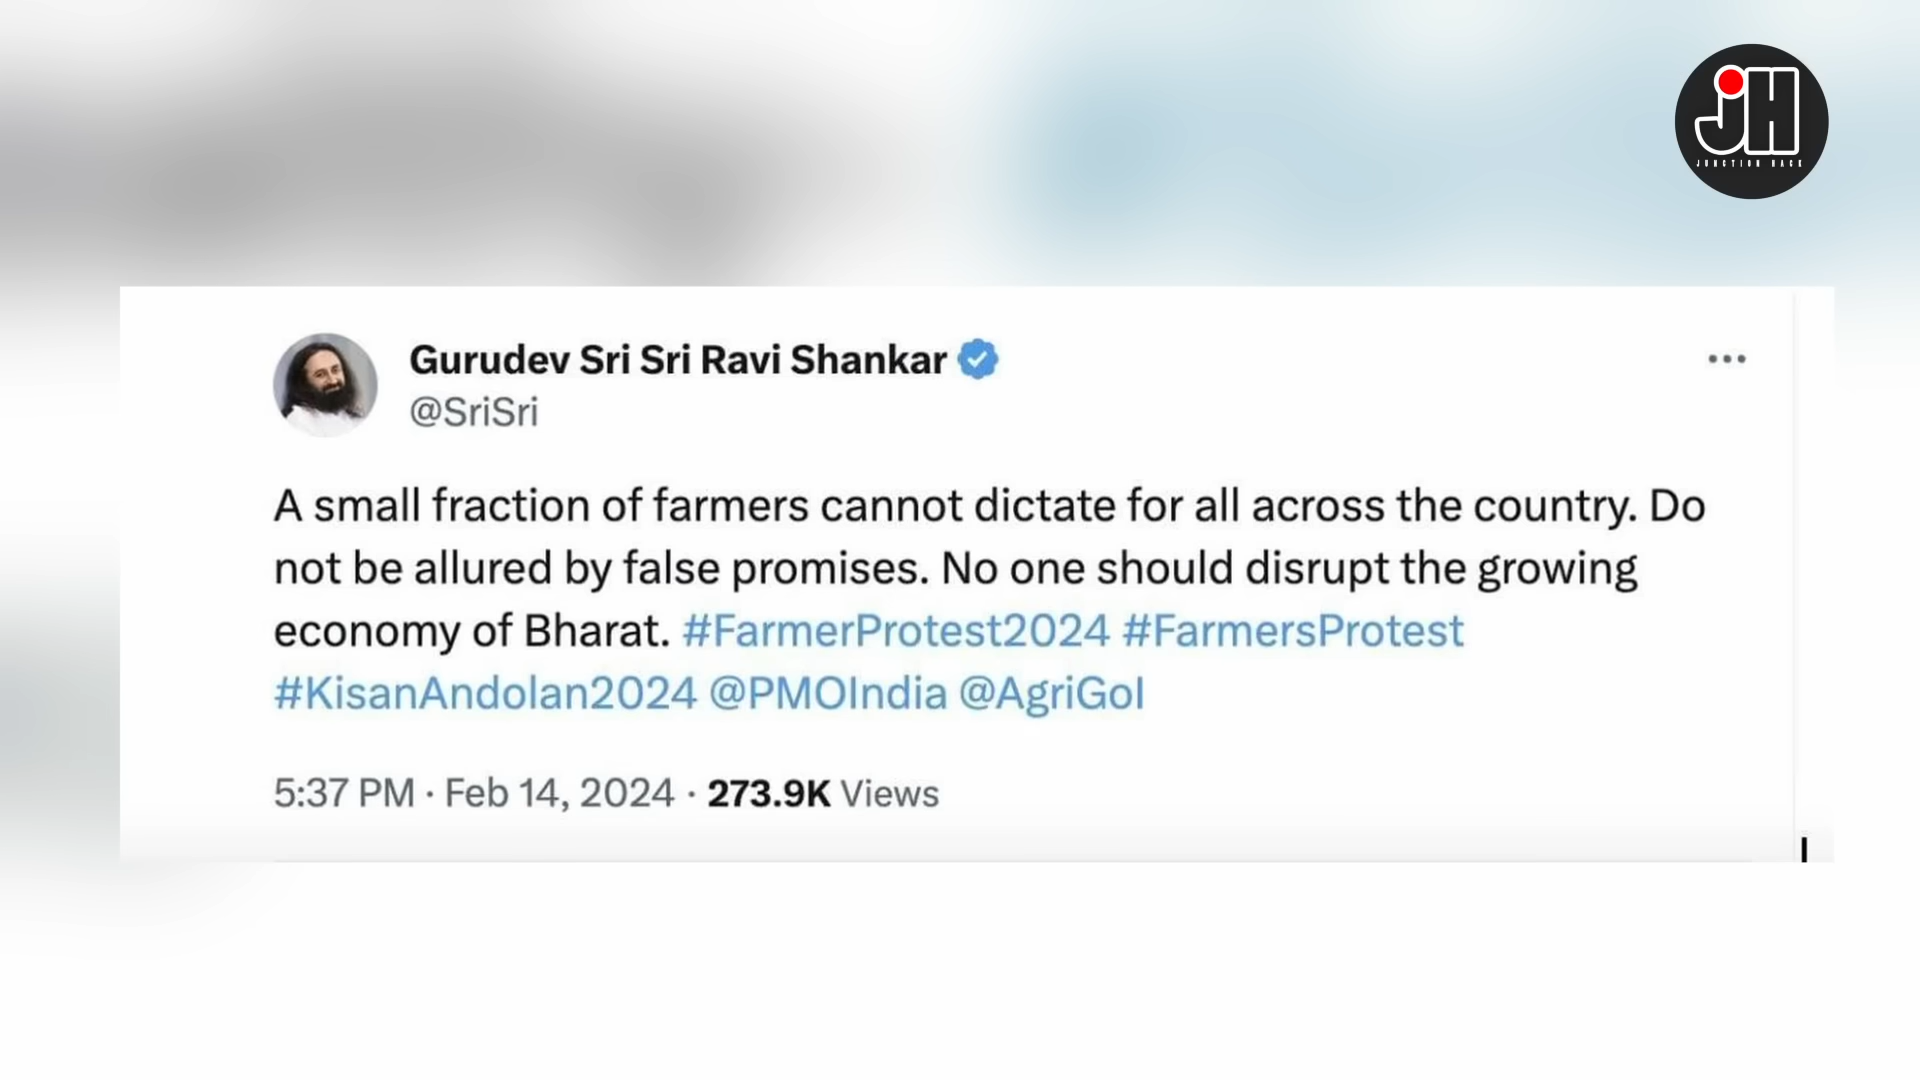 JH
JUNCTION HACK
Gurudev Sri Sri Ravi Shankar
@SriSri
A small fraction of farmers cannot dictate for all across the country. Do
not be allured by false promises. No one should disrupt the growing
economy of Bharat. #FarmerProtest2024 #FarmersProtest
#KisanAndolan2024 @PMOIndia @AgriGoI
5:37 PM · Feb 14, 2024 · 273.9K Views